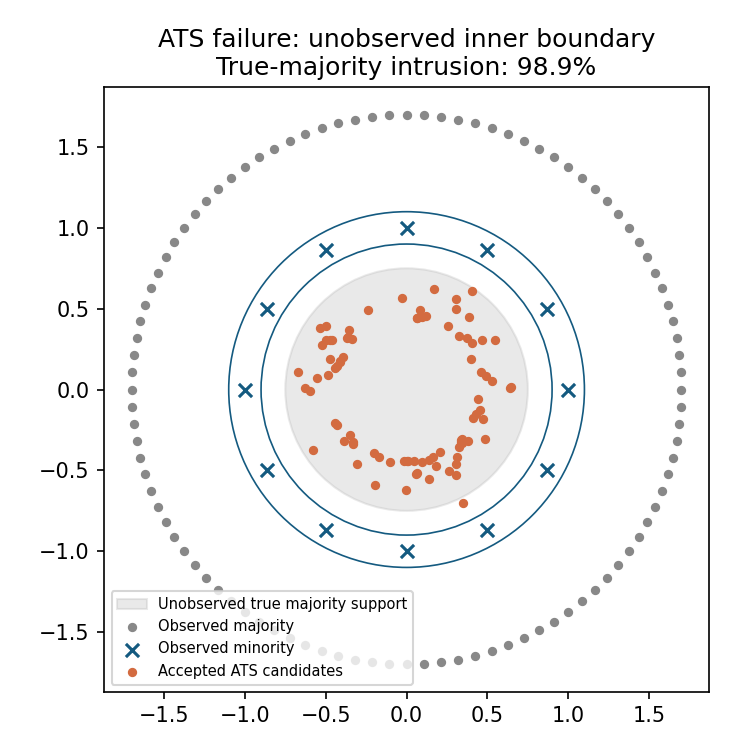 ATS failure: unobserved inner boundary
True-majority intrusion: 98.9%
1.5
1.0
0.5
0.0
−0.5
−1.0
−1.5
Unobserved true majority support
Observed majority
Observed minority
Accepted ATS candidates
−1.5 −1.0 −0.5 0.0 0.5 1.0 1.5